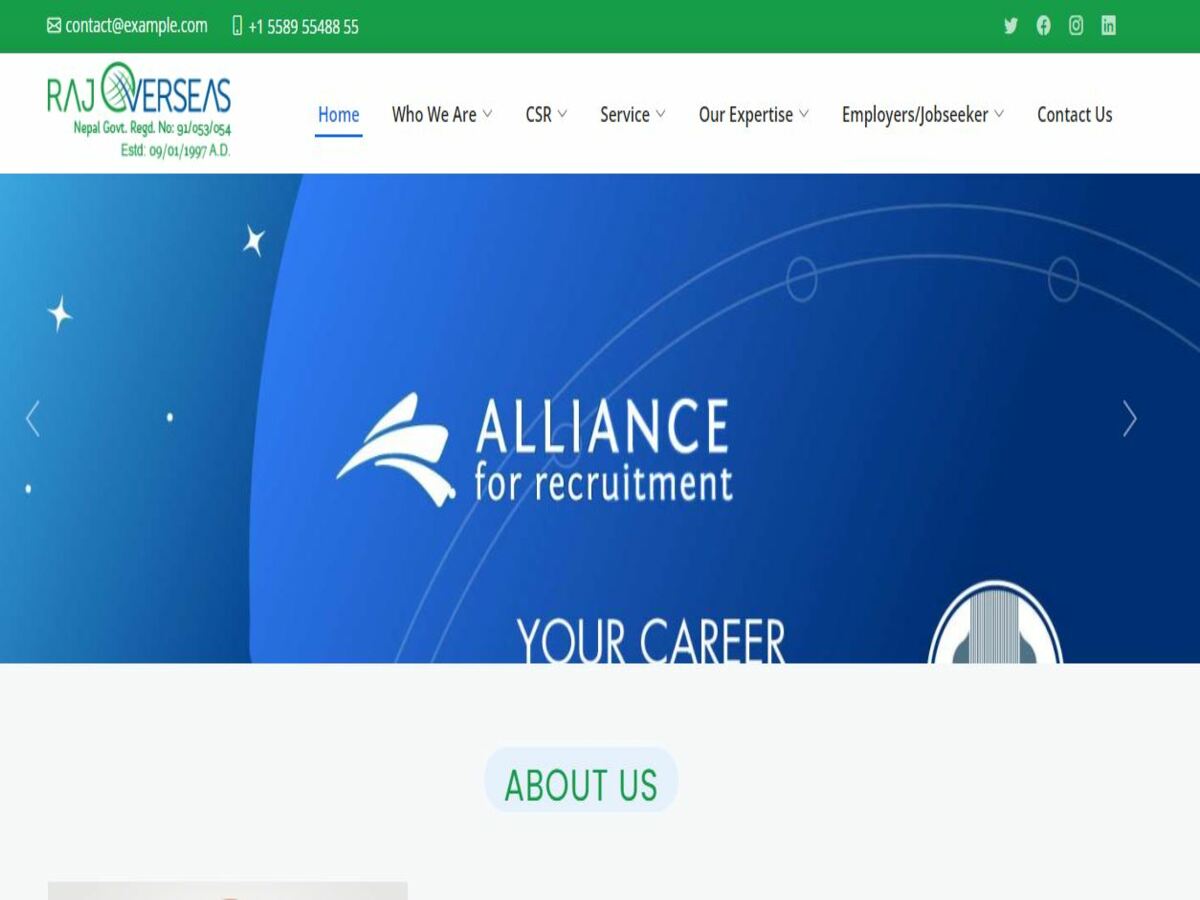 contact@example.com +1 5589 55488 55
RAJ OVERSEAS
Nepal Govt. Regd. No: 91/053/054
Estd: 09/01/1997 A.D.
Home Who We Are CSR Service Our Expertise Employers/Jobseeker Contact Us
ALLIANCE
for recruitment
YOUR CAREER
ABOUT US